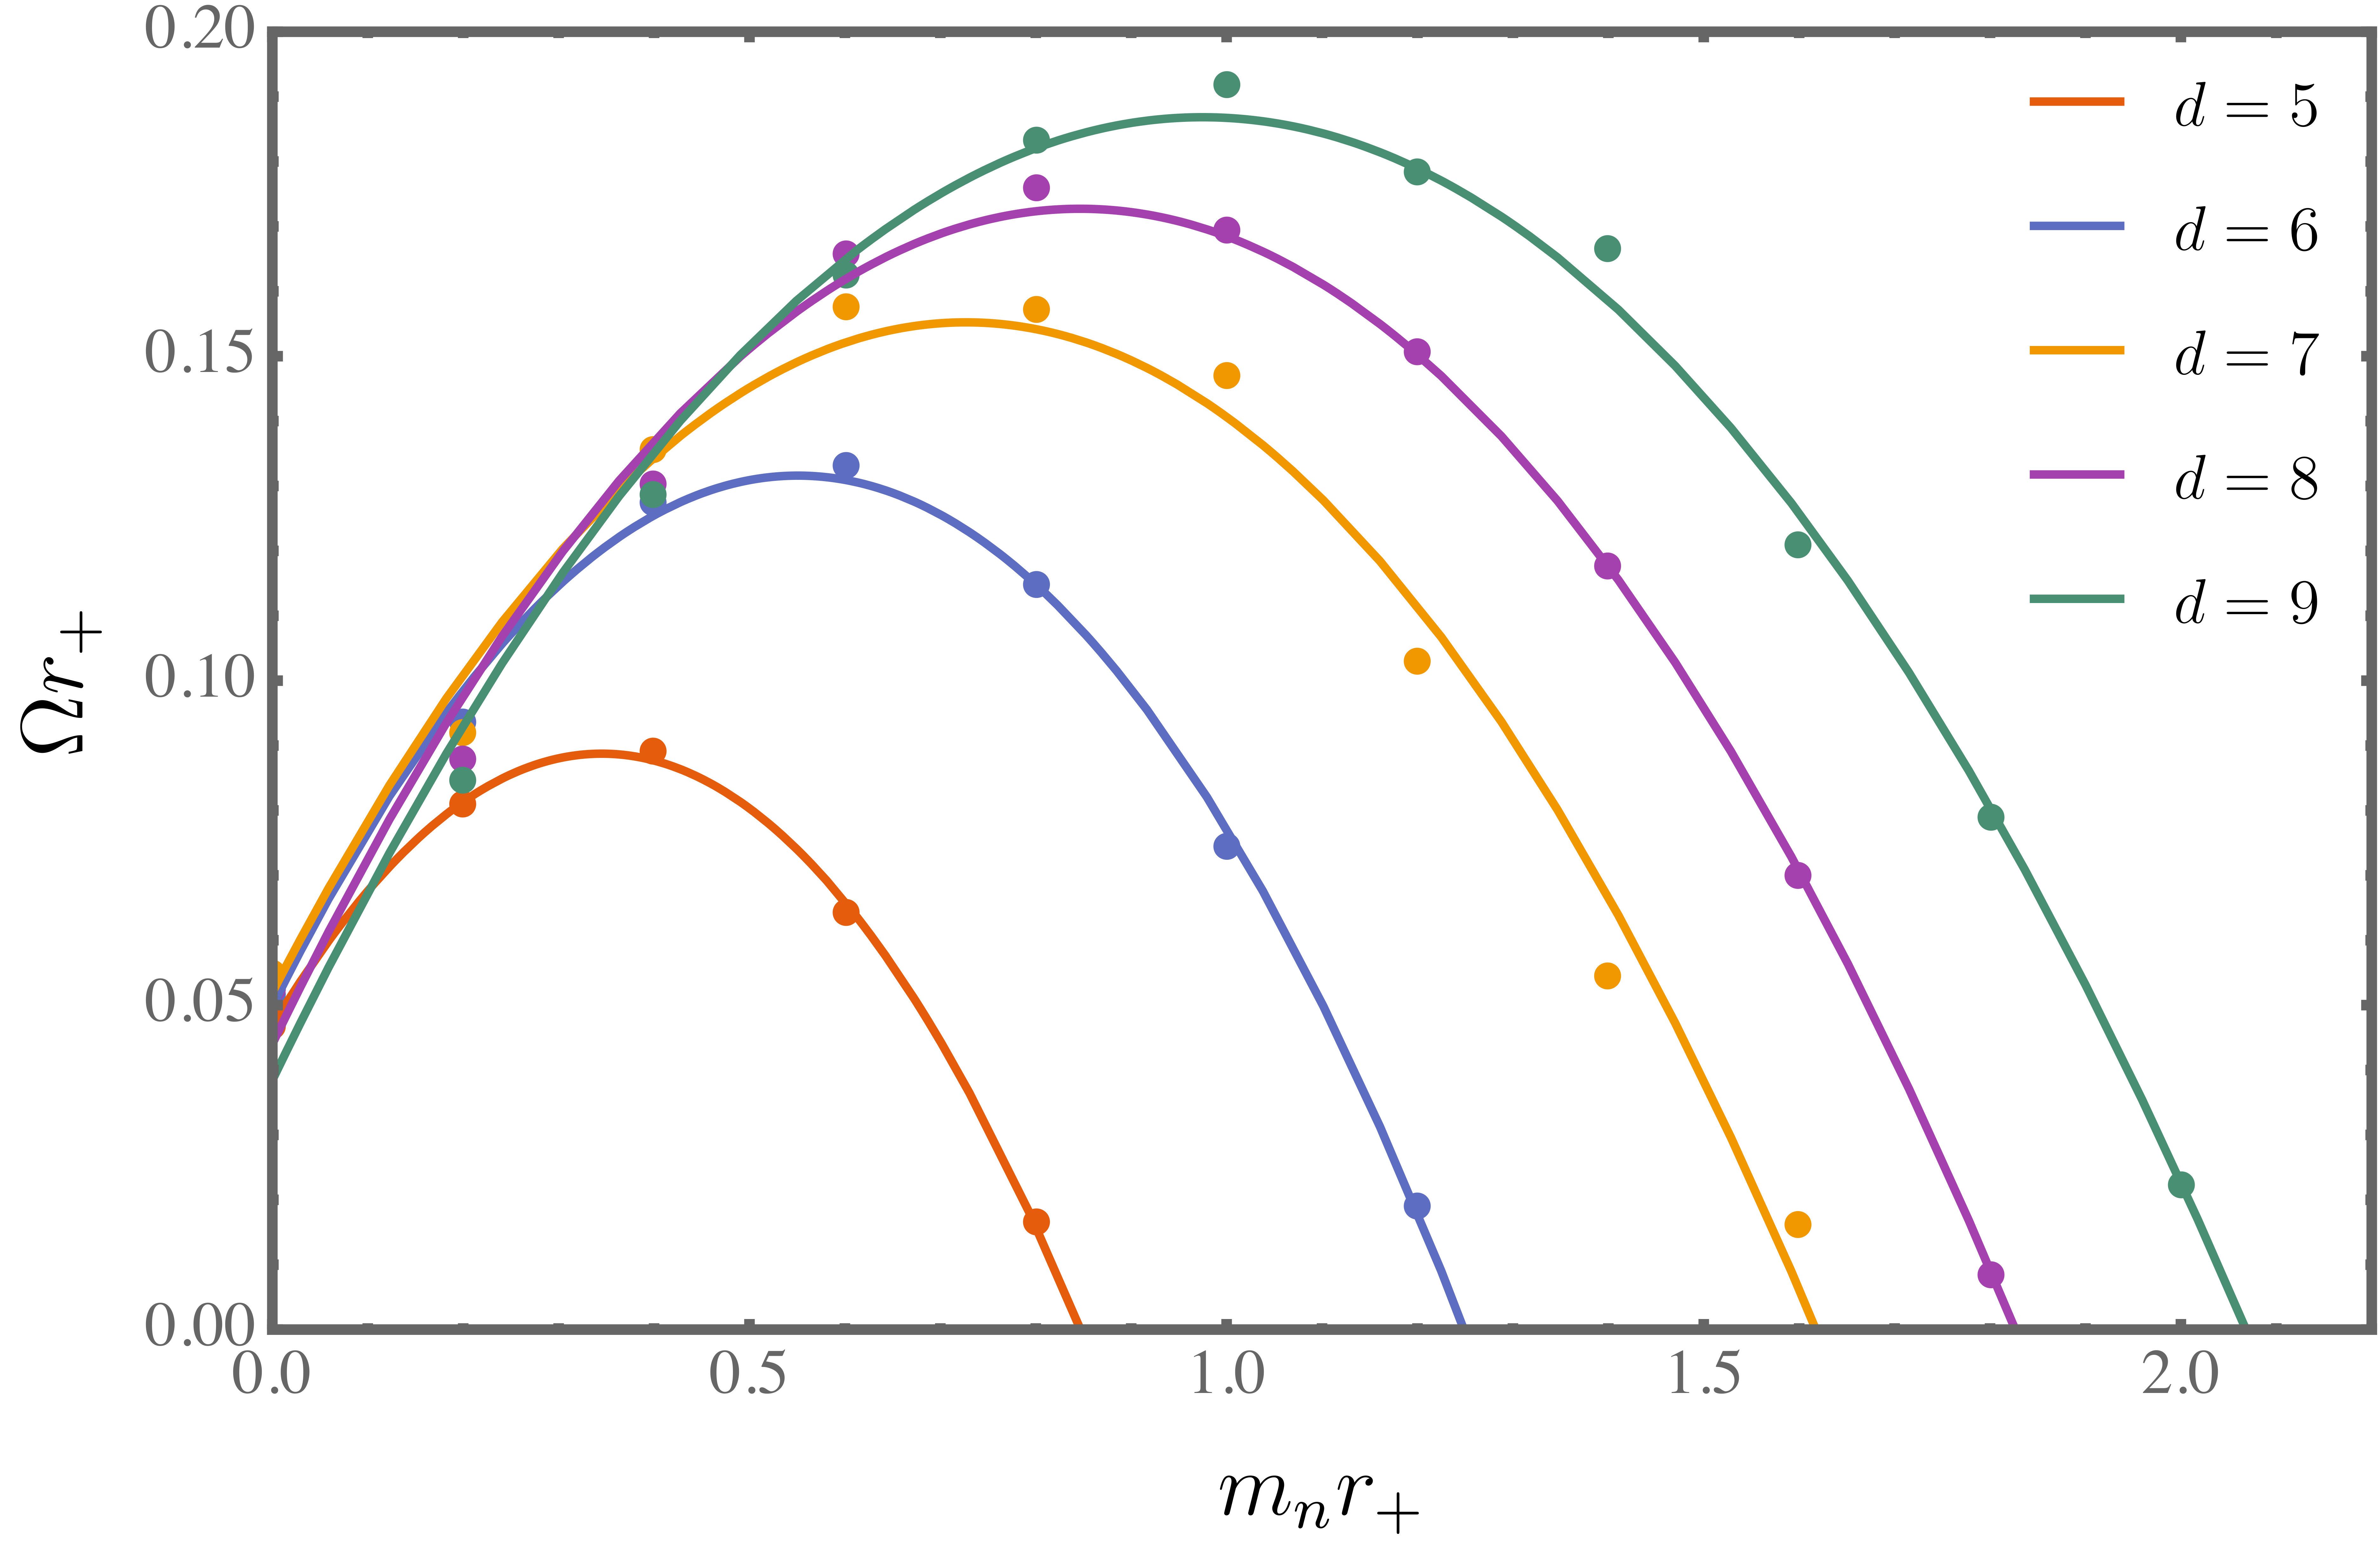 0.20
0.15
0.10
0.05
0.00
0.0 0.5 1.0 1.5 2.0
Ωr₊
mₙr₊
d = 5
d = 6
d = 7
d = 8
d = 9